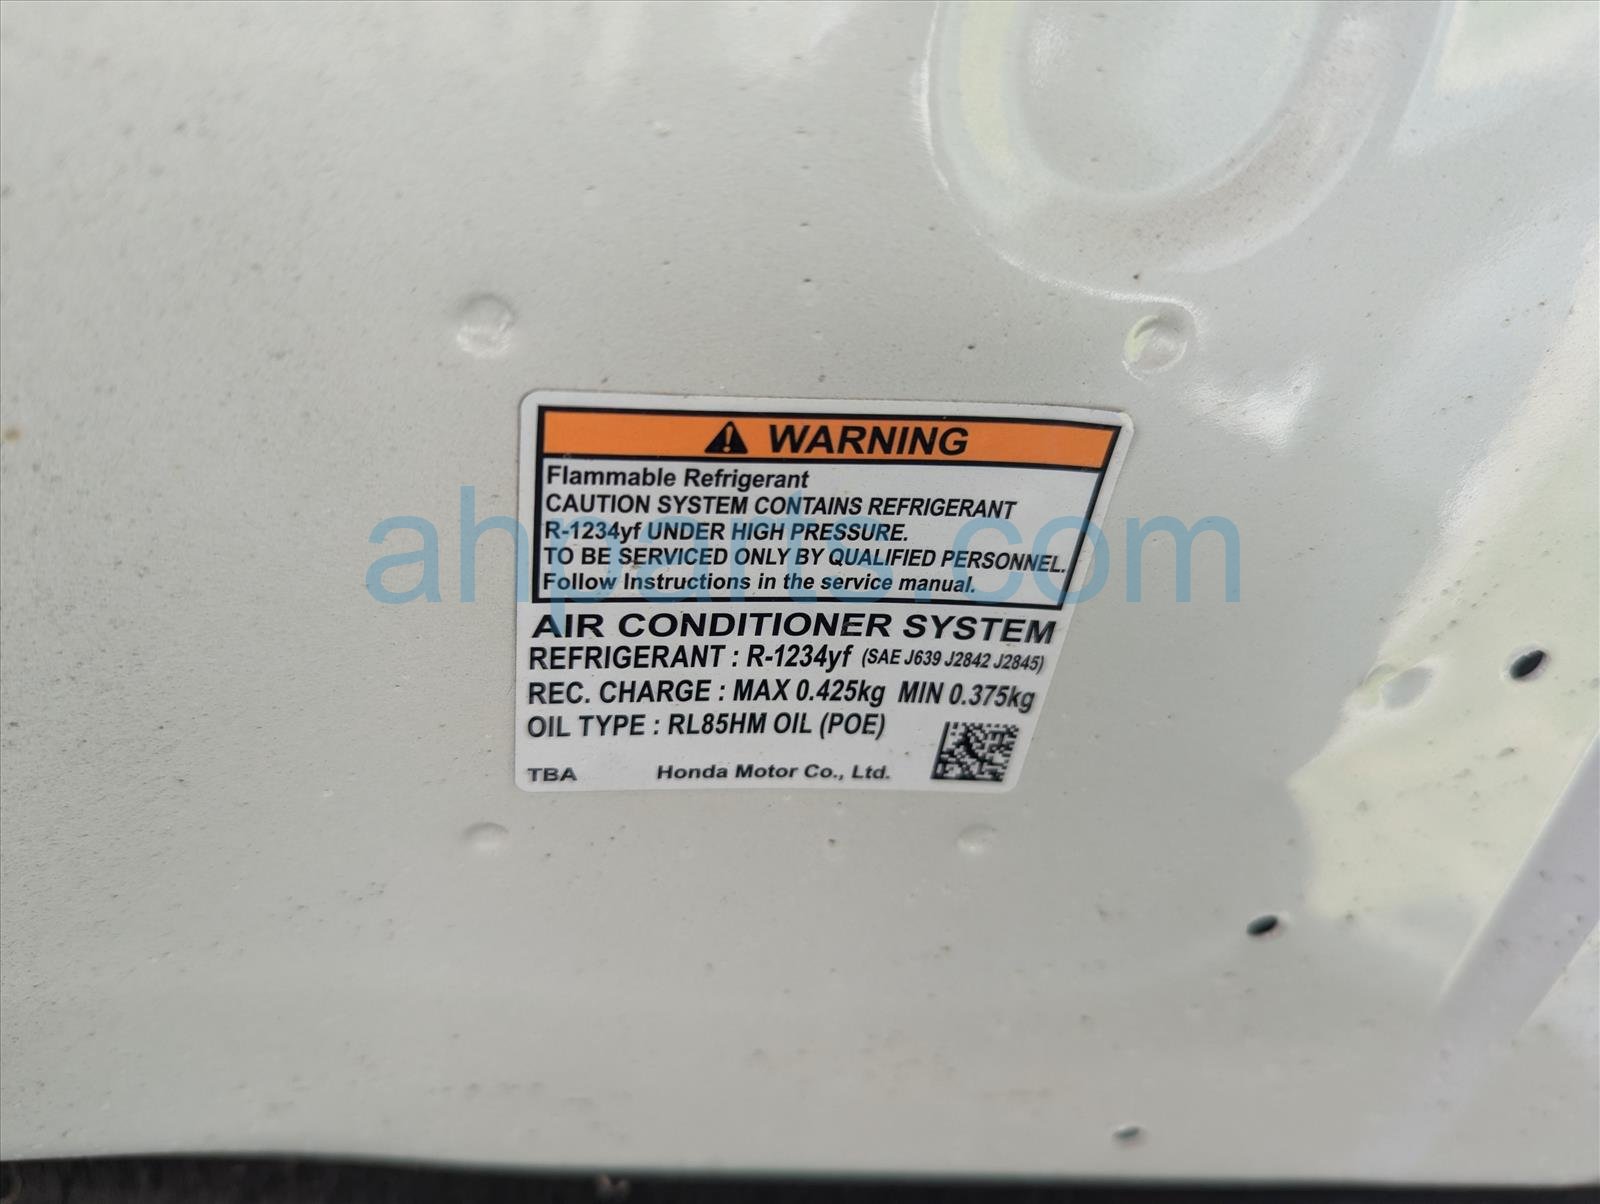 WARNING
Flammable Refrigerant
CAUTION SYSTEM CONTAINS REFRIGERANT
R-1234yf UNDER HIGH PRESSURE.
TO BE SERVICED ONLY BY QUALIFIED PERSONNEL.
Follow Instructions in the service manual.
AIR CONDITIONER SYSTEM
REFRIGERANT : R-1234yf (SAE J639 J2842 J2845)
REC. CHARGE : MAX 0.425kg MIN 0.375kg
OIL TYPE : RL85HM OIL (POE)
TBA Honda Motor Co., Ltd.
ahparts.com